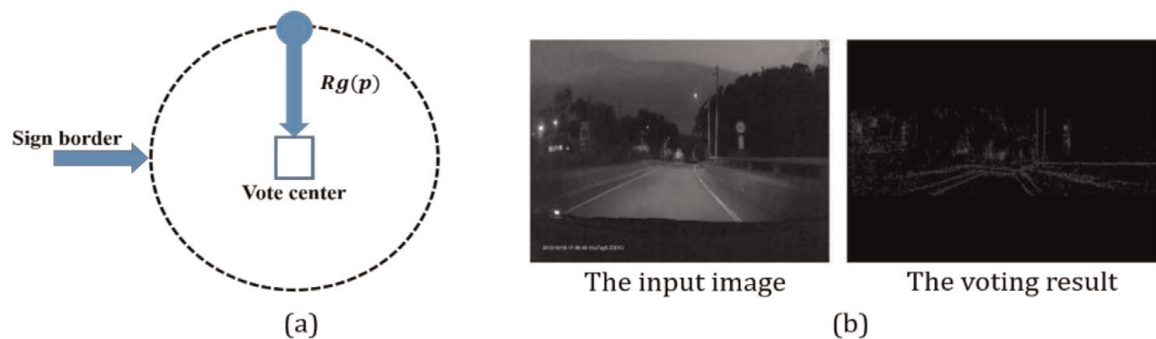 Rg(p)
Sign border
Vote center
(a)
The input image
The voting result
(b)